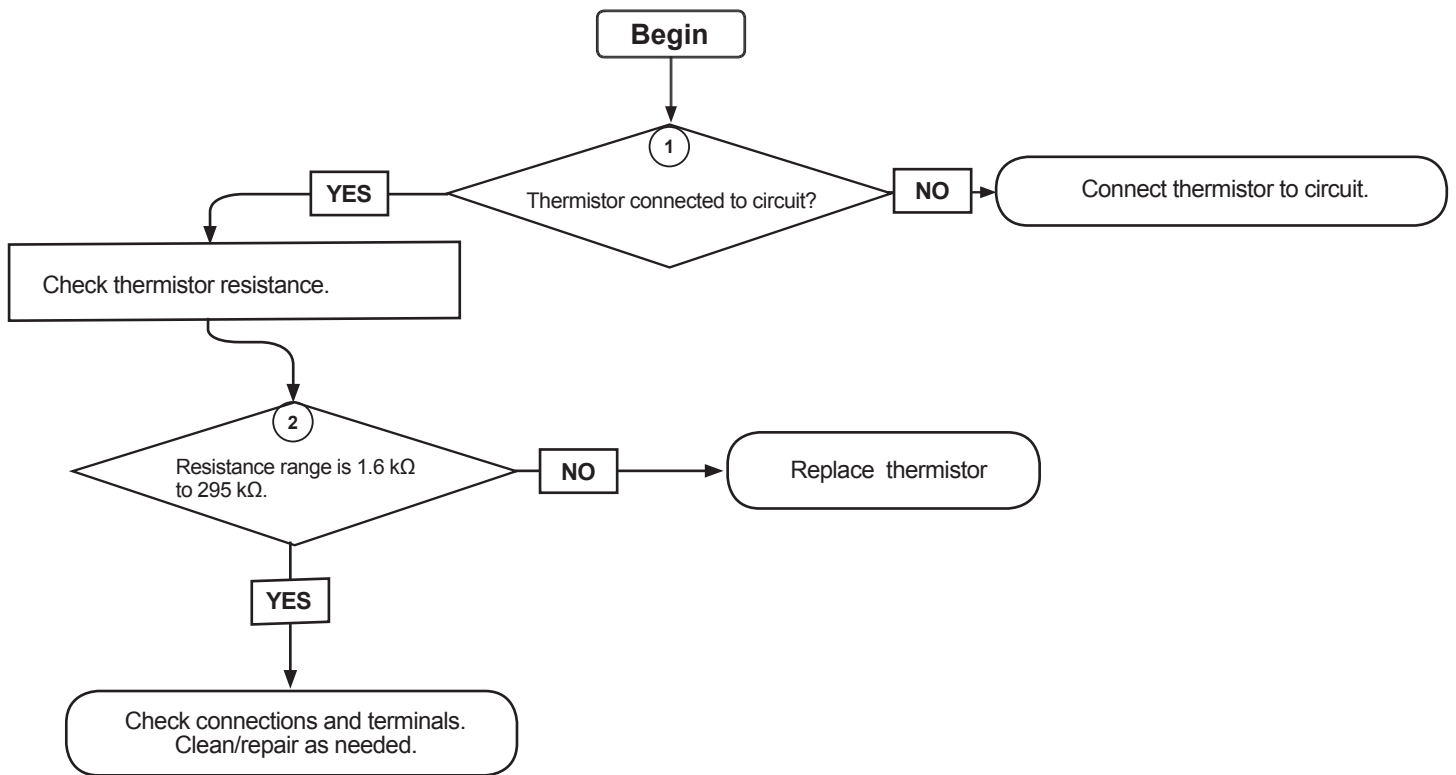 Begin
1
Thermistor connected to circuit?
YES
NO
Connect thermistor to circuit.
Check thermistor resistance.
2
Resistance range is 1.6 kΩ
to 295 kΩ.
NO
Replace thermistor
YES
Check connections and terminals.
Clean/repair as needed.